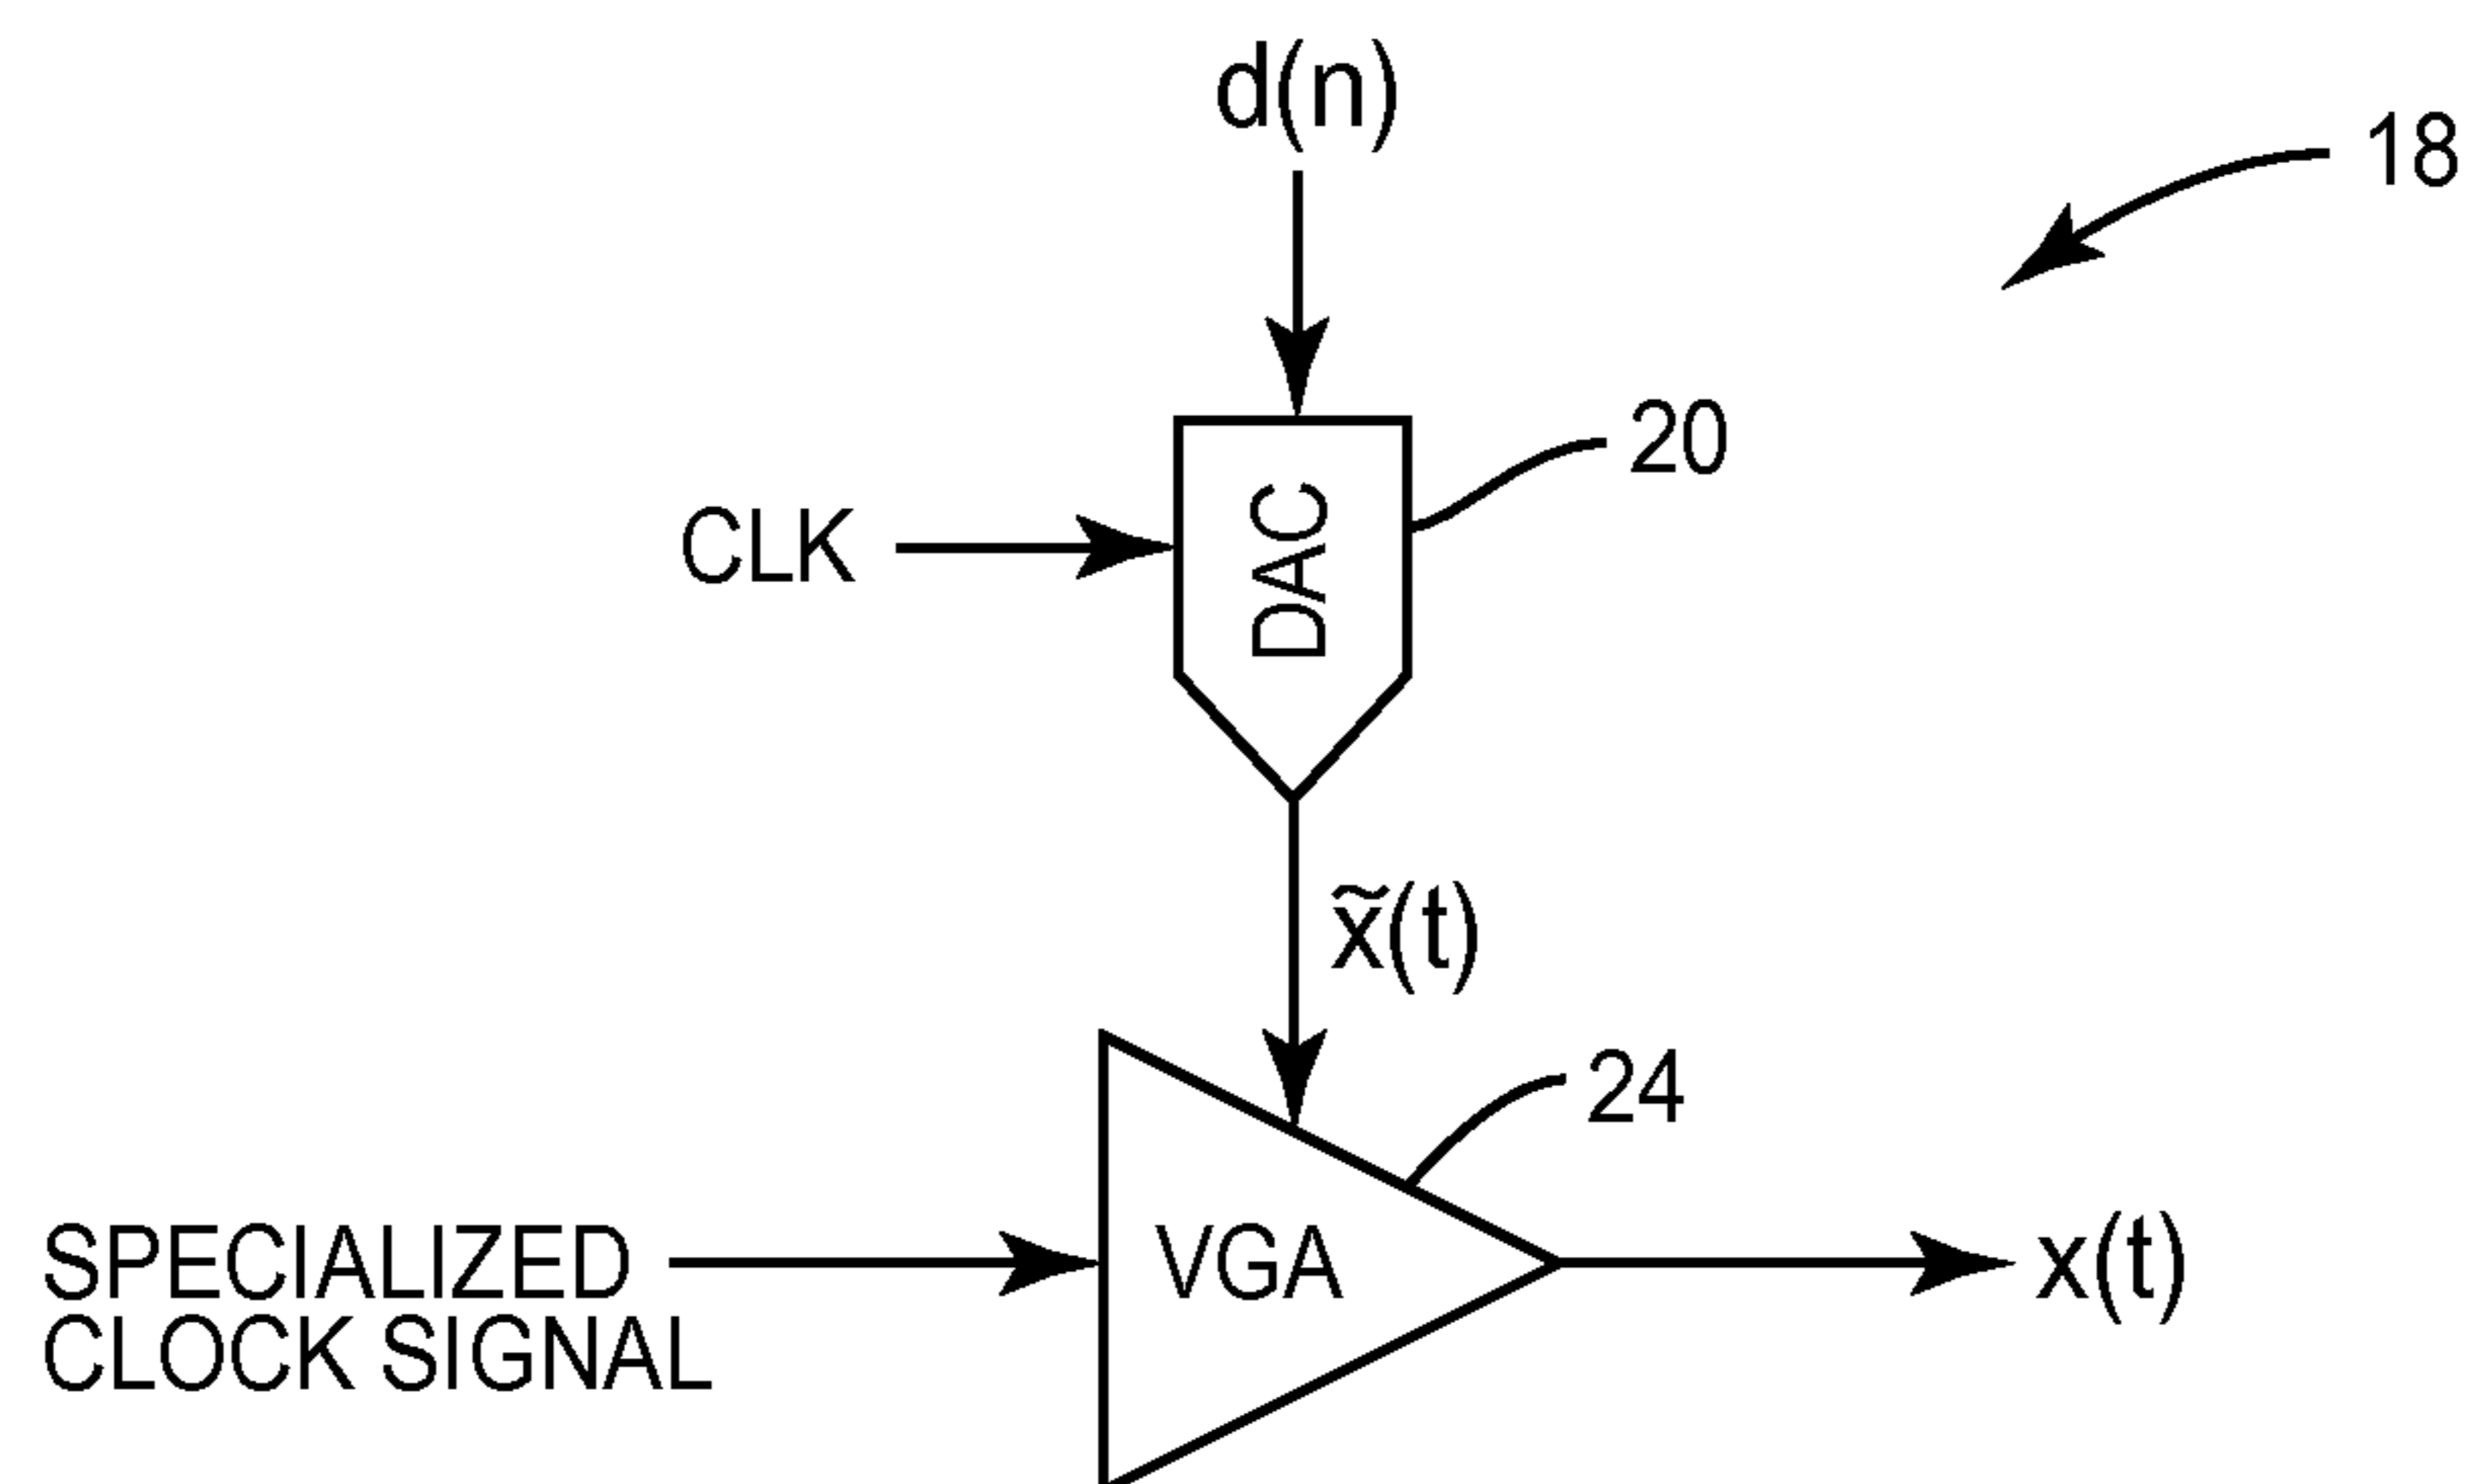 d(n)
18
20
CLK
DAC
x̃(t)
24
SPECIALIZED
CLOCK SIGNAL
VGA
x(t)